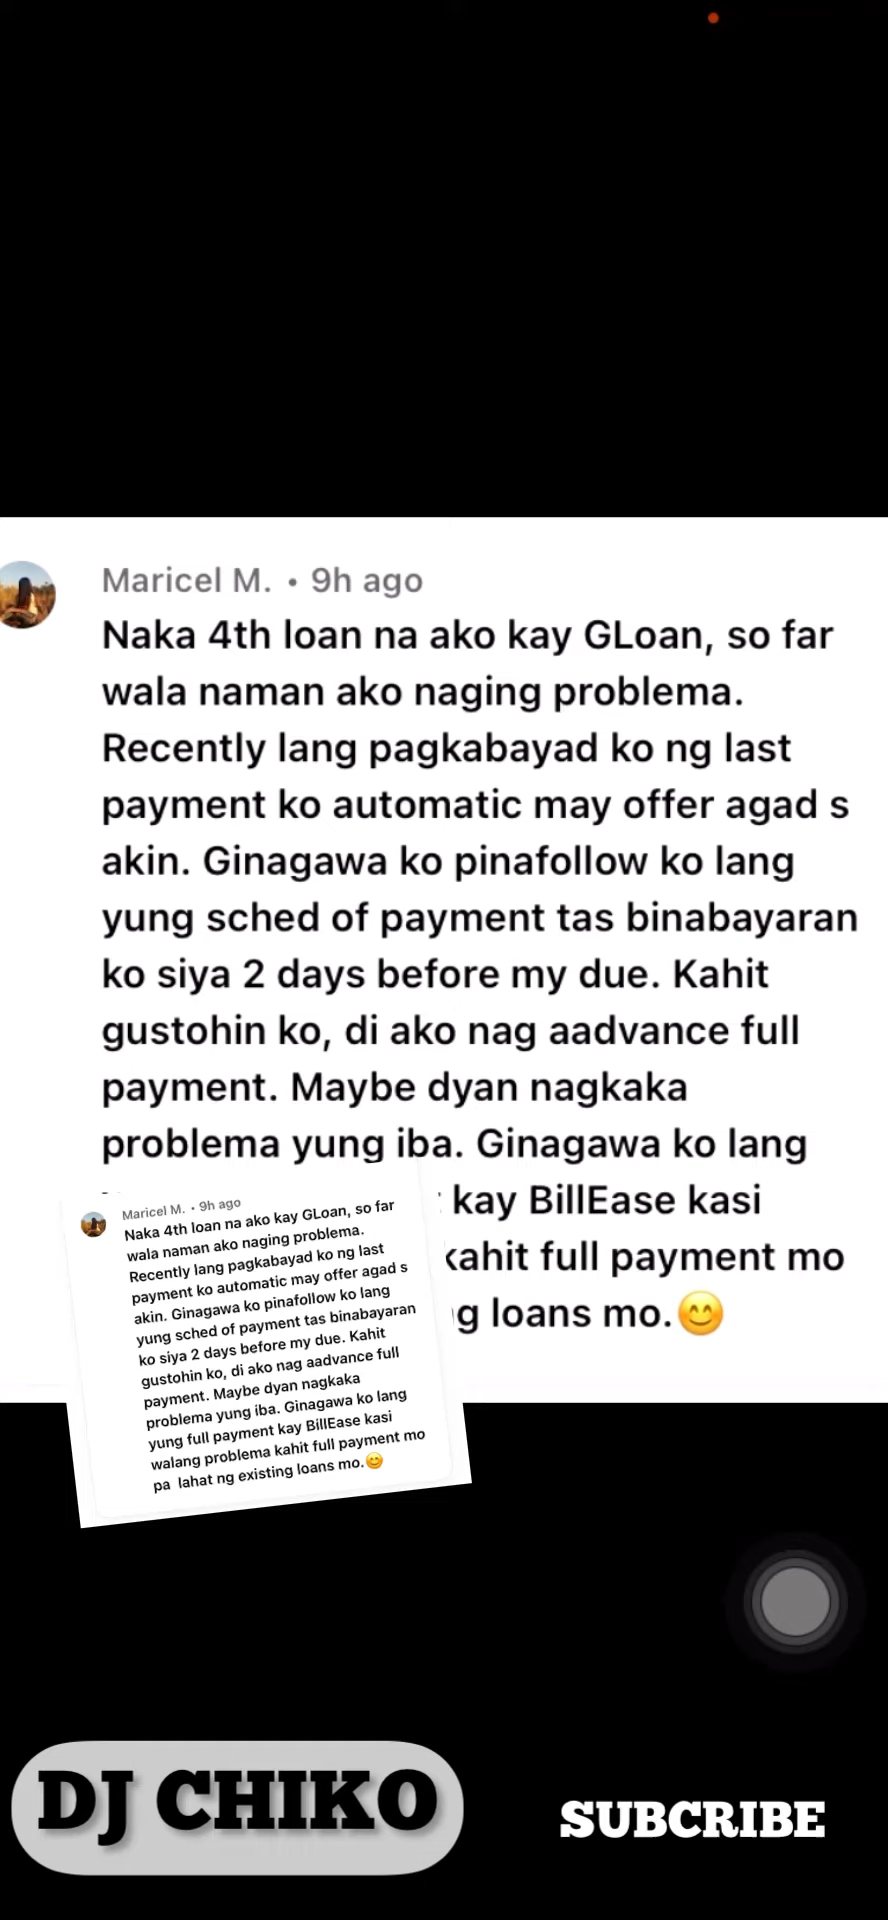 Maricel M. • 9h ago
Naka 4th loan na ako kay GLoan, so far
wala naman ako naging problema.
Recently lang pagkabayad ko ng last
payment ko automatic may offer agad s
akin. Ginagawa ko pinafollow ko lang
yung sched of payment tas binabayaran
ko siya 2 days before my due. Kahit
gustohin ko, di ako nag aadvance full
payment. Maybe dyan nagkaka
problema yung iba. Ginagawa ko lang
kay BillEase kasi
kahit full payment mo
g loans mo.😊
Maricel M. • 9h ago
Naka 4th loan na ako kay GLoan, so far
wala naman ako naging problema.
Recently lang pagkabayad ko ng last
payment ko automatic may offer agad s
akin. Ginagawa ko pinafollow ko lang
yung sched of payment tas binabayaran
ko siya 2 days before my due. Kahit
gustohin ko, di ako nag aadvance full
payment. Maybe dyan nagkaka
problema yung iba. Ginagawa ko lang
yung full payment kay BillEase kasi
walang problema kahit full payment mo
pa lahat ng existing loans mo.😊
DJ CHIKO
SUBCRIBE